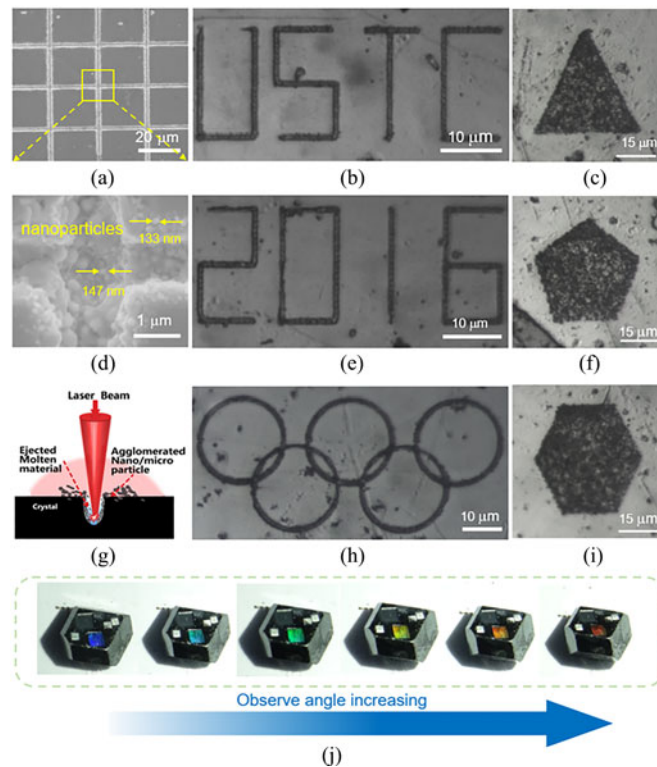 20 μm
(a)
USTC
10 μm
(b)
15 μm
(c)
nanoparticles
133 nm
147 nm
1 μm
(d)
2016
10 μm
(e)
15 μm
(f)
Laser Beam
Ejected
Molten
material
Agglomerated
Nano/micro
particle
Crystal
(g)
10 μm
(h)
15 μm
(i)
Observe angle increasing
(j)